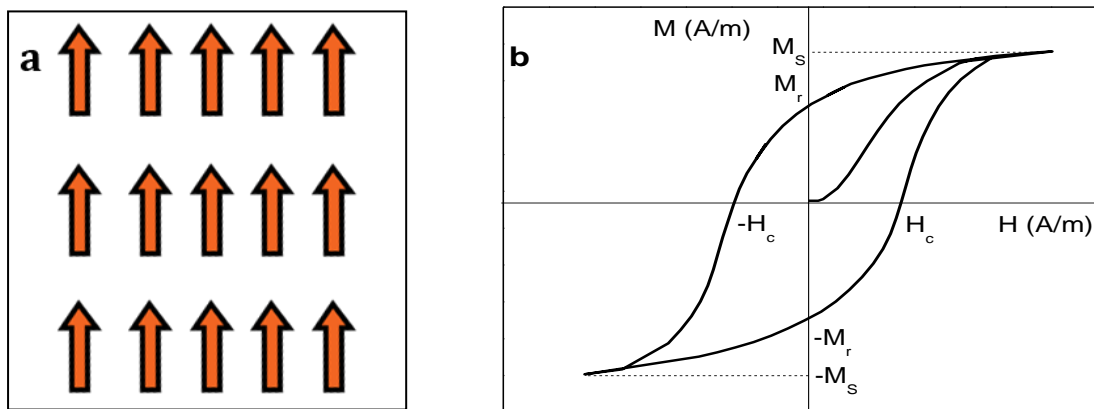 a
b
M (A/m)
M_S
M_r
-H_c
H_c
H (A/m)
-M_r
-M_S